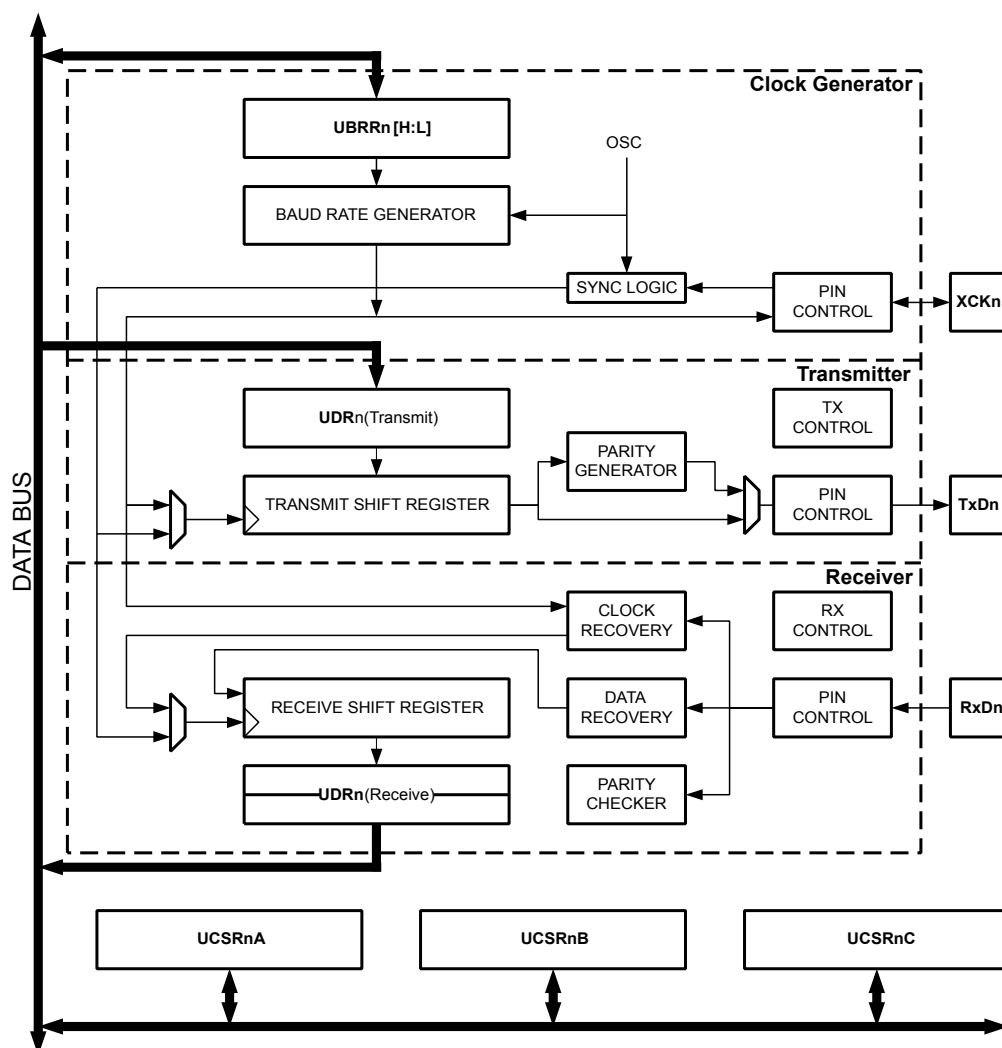 Clock Generator
UBRRn [H:L]
OSC
BAUD RATE GENERATOR
SYNC LOGIC
PIN
CONTROL
XCKn
Transmitter
UDRn(Transmit)
TX
CONTROL
PARITY
GENERATOR
TRANSMIT SHIFT REGISTER
PIN
CONTROL
TxDn
DATA BUS
Receiver
CLOCK
RECOVERY
RX
CONTROL
RECEIVE SHIFT REGISTER
DATA
RECOVERY
PIN
CONTROL
RxDn
UDRn(Receive)
PARITY
CHECKER
UCSRnA
UCSRnB
UCSRnC